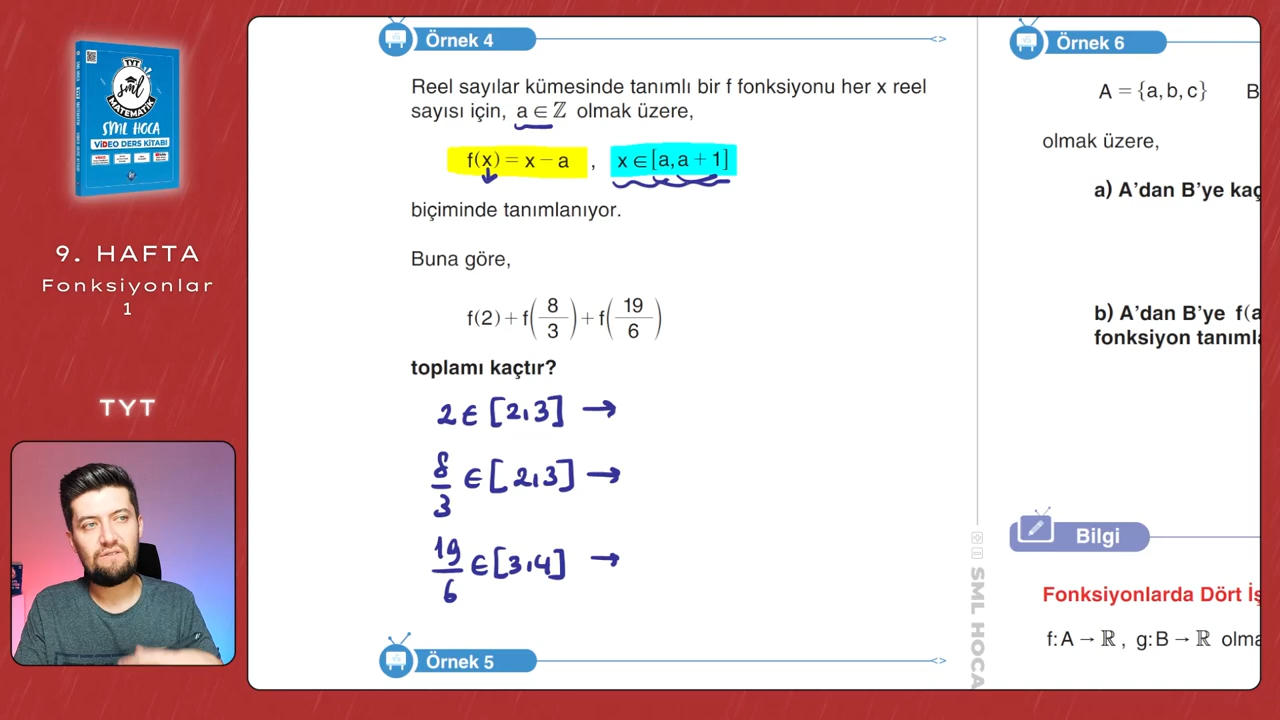 TYT
sml
MATEMATİK
SML HOCA
VİDEO DERS KİTABI
9. HAFTA
Fonksiyonlar
1
TYT
Örnek 4
Reel sayılar kümesinde tanımlı bir f fonksiyonu her x reel
sayısı için, a ∈ ℤ olmak üzere,
f(x) = x − a , x ∈ [a, a + 1]
biçiminde tanımlanıyor.
Buna göre,
f(2) + f(8/3) + f(19/6)
toplamı kaçtır?
2 ∈ [2,3] →
8/3 ∈ [2,3] →
19/6 ∈ [3,4] →
Örnek 5
SML HOCA
Örnek 6
A = {a, b, c} B
olmak üzere,
a) A’dan B’ye kaç
b) A’dan B’ye f(a
fonksiyon tanımla
Bilgi
Fonksiyonlarda Dört İş
f: A → ℝ , g: B → ℝ olma